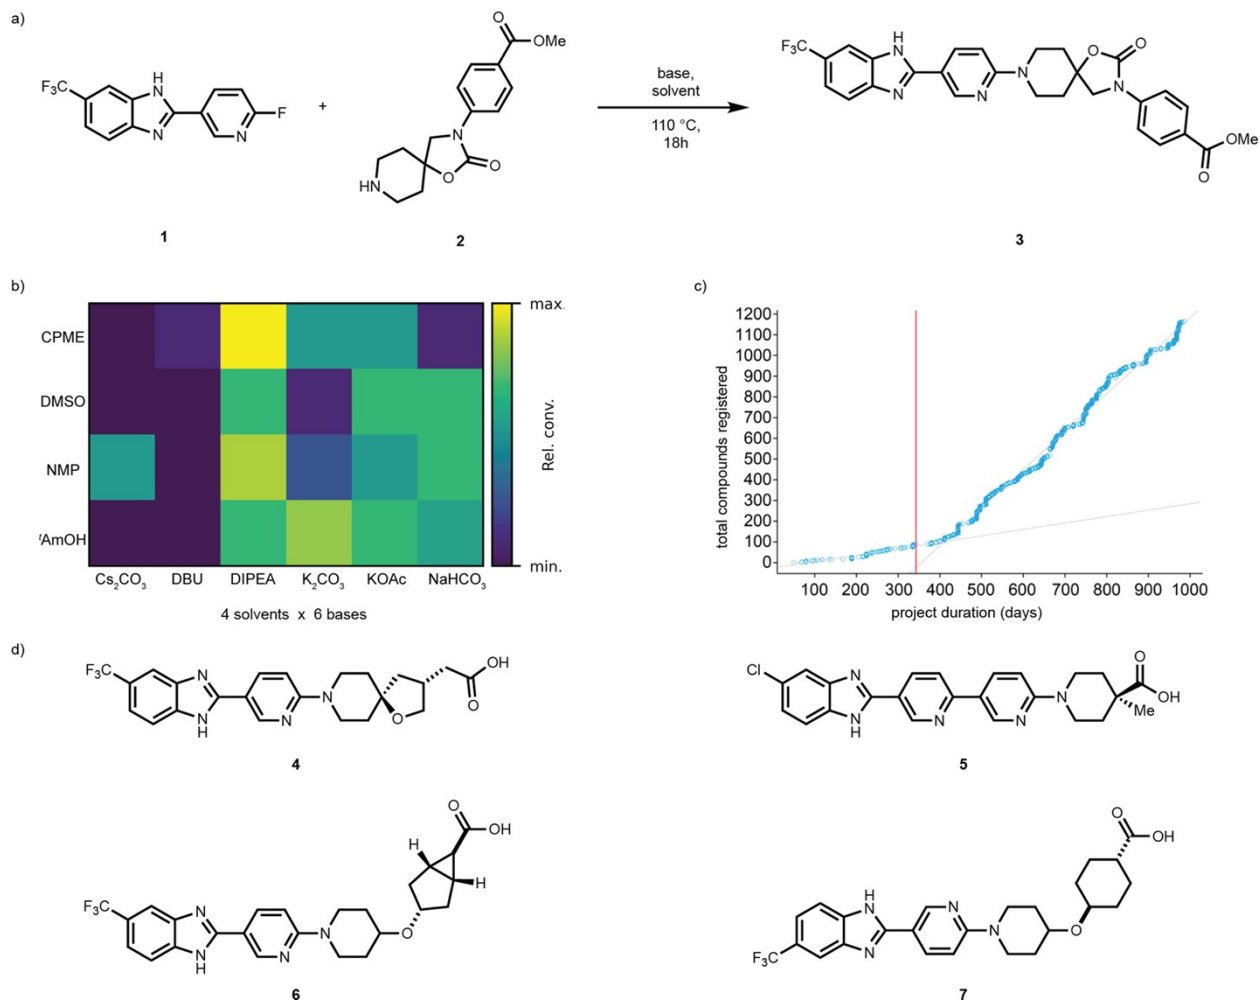 a)
F₃C
H
N
N
N
F
+
1
O
OMe
N
O
O
HN
2
base,
solvent
110 °C,
18h
F₃C
H
N
N
N
N
O
O
N
OMe
O
3
b)
CPME
DMSO
NMP
ᵗAmOH
Cs₂CO₃ DBU DIPEA K₂CO₃ KOAc NaHCO₃
4 solvents x 6 bases
max.
Rel. conv.
min.
c)
total compounds registered
1200
1100
1000
900
800
700
600
500
400
300
200
100
0
100 200 300 400 500 600 700 800 900 1000
project duration (days)
d)
F₃C
N
N
H
N
N
O
O
OH
4
Cl
N
N
H
N
N
N
O
OH
Me
5
F₃C
N
N
H
N
N
O
H
H
O
OH
6
F₃C
H
N
N
N
N
O
O
OH
7